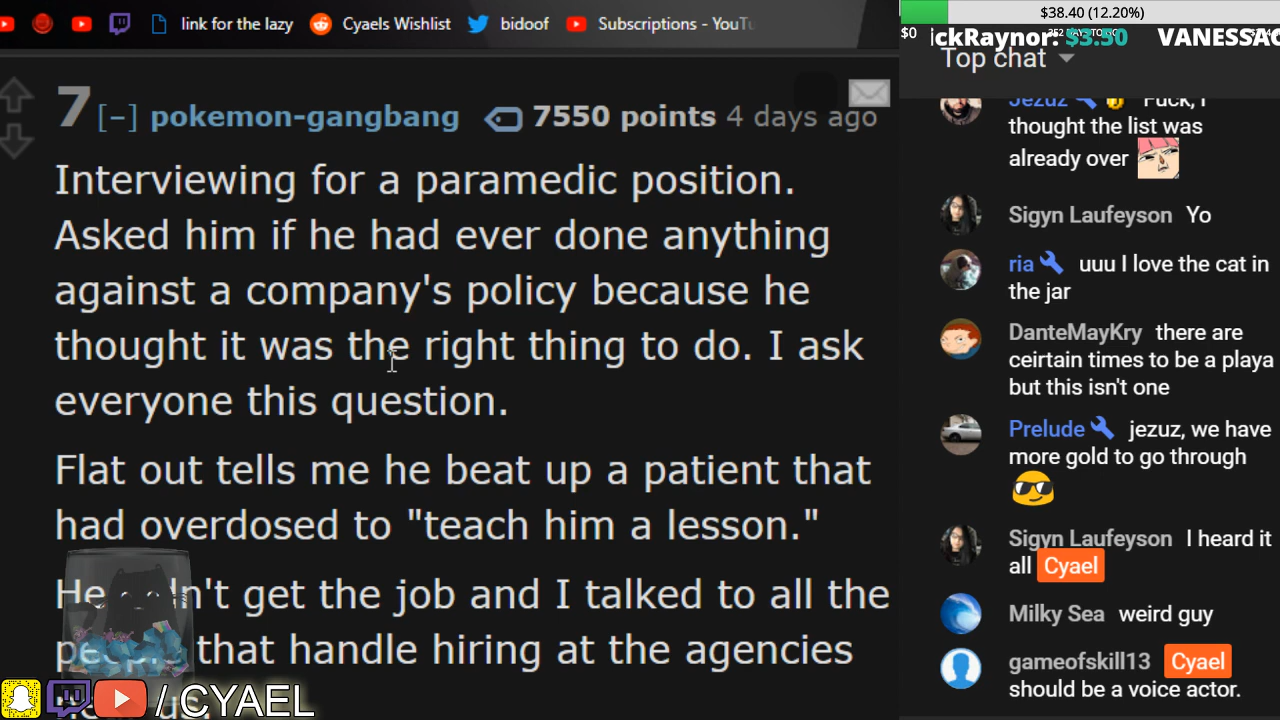 link for the lazy Cyaels Wishlist bidoof Subscriptions - YouTu
$38.40 (12.20%)
$0 ickRaynor: $3.50 VANESSAC
Top chat
7 [–] pokemon-gangbang 7550 points 4 days ago
Interviewing for a paramedic position.
Asked him if he had ever done anything
against a company's policy because he
thought it was the right thing to do. I ask
everyone this question.
Flat out tells me he beat up a patient that
had overdosed to "teach him a lesson."
He didn't get the job and I talked to all the
people that handle hiring at the agencies
/CYAEL
Jezuz Fuck, I
thought the list was
already over
Sigyn Laufeyson Yo
ria uuu I love the cat in
the jar
DanteMayKry there are
ceirtain times to be a playa
but this isn't one
Prelude jezuz, we have
more gold to go through
Sigyn Laufeyson I heard it
all Cyael
Milky Sea weird guy
gameofskill13 Cyael
should be a voice actor.